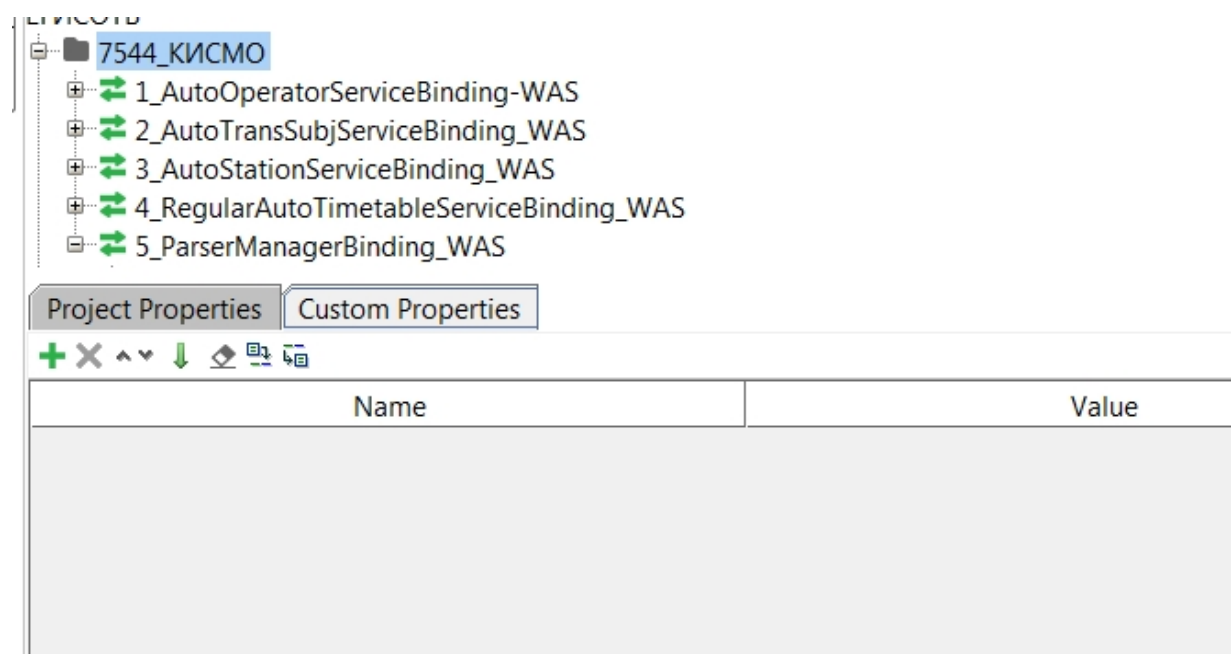 7544_КИСМО
1_AutoOperatorServiceBinding-WAS
2_AutoTransSubjServiceBinding_WAS
3_AutoStationServiceBinding_WAS
4_RegularAutoTimetableServiceBinding_WAS
5_ParserManagerBinding_WAS
Project Properties Custom Properties
Name Value